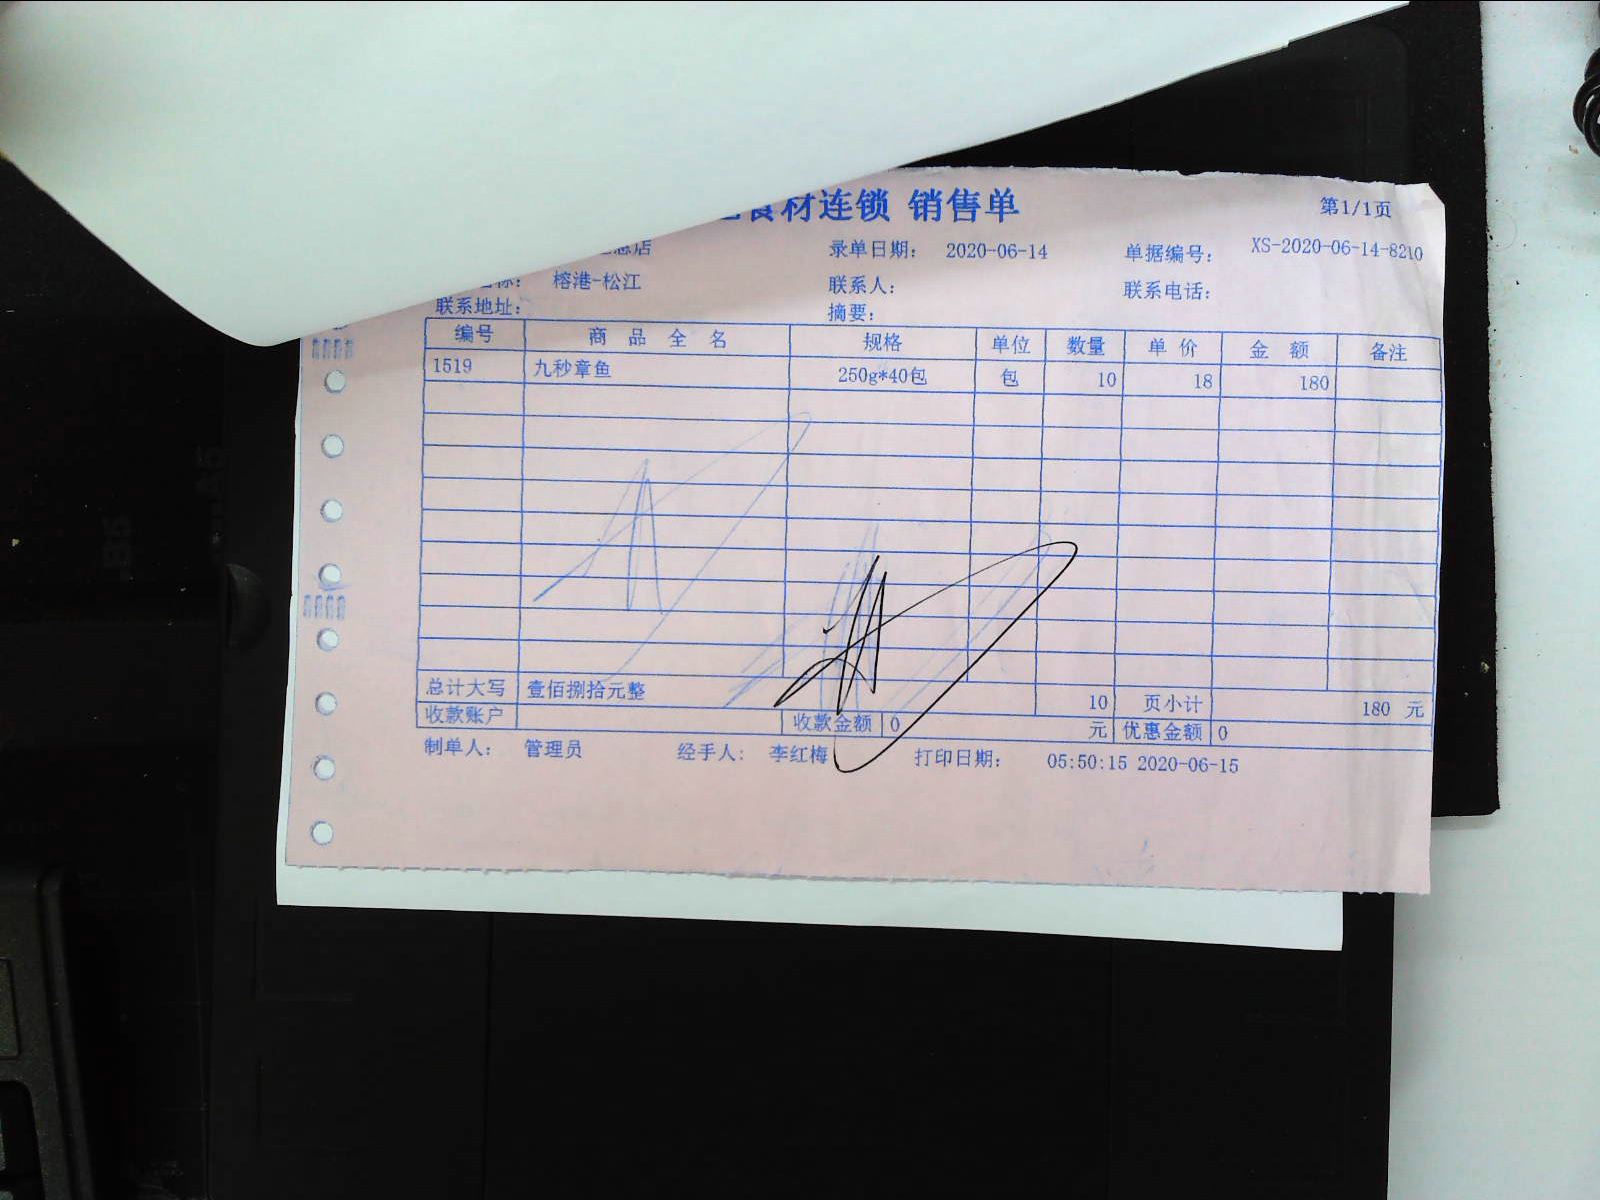 食材连锁 销售单
第1/1页
总店 录单日期： 2020-06-14 单据编号： XS-2020-06-14-8210
榕港-松江 联系人： 联系电话：
联系地址： 摘要：
编号 商 品 全 名 规格 单位 数量 单 价 金 额 备注
1519 九秒章鱼 250g*40包 包 10 18 180
总计大写 壹佰捌拾元整 10 页小计 180 元
收款账户 收款金额 0 元 优惠金额 0
制单人： 管理员 经手人： 李红梅 打印日期： 05:50:15 2020-06-15